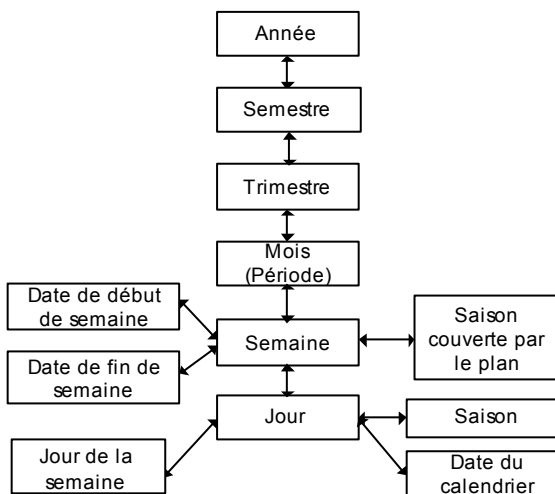 Année
Semestre
Trimestre
Mois
(Période)
Date de début
de semaine
Semaine
Saison
couverte par
le plan
Date de fin de
semaine
Jour
Saison
Jour de la
semaine
Date du
calendrier